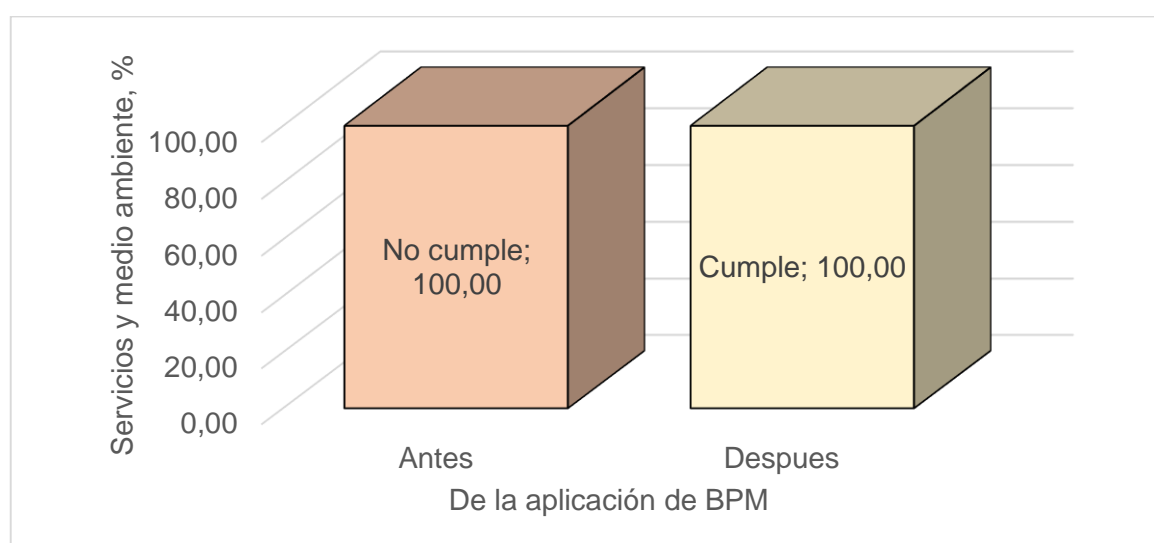 Servicios y medio ambiente, %
100,00
80,00
60,00
40,00
20,00
0,00
No cumple;
100,00
Cumple; 100,00
Antes
Despues
De la aplicación de BPM